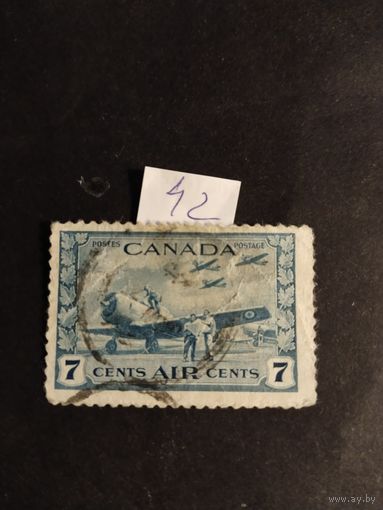 42
POSTES CANADA POSTAGE
7 CENTS AIR CENTS 7
www.ay.by